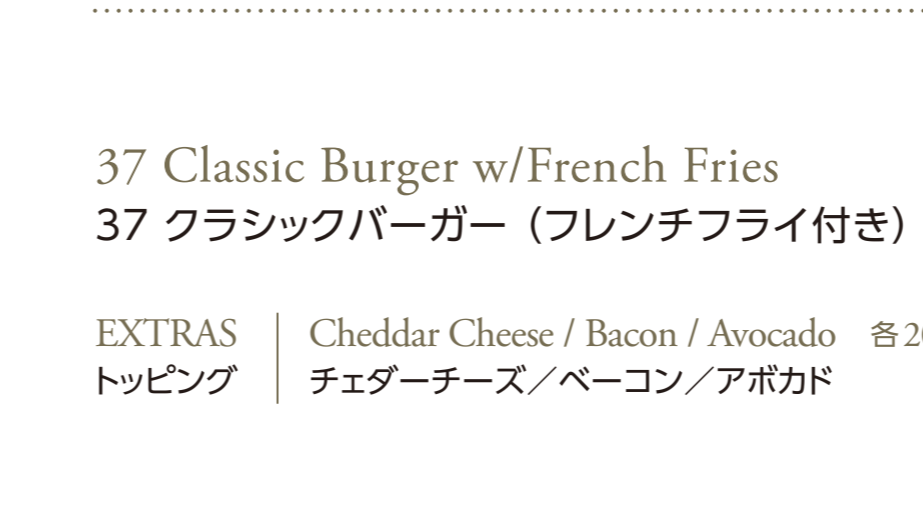 37 Classic Burger w/French Fries
37 クラシックバーガー（フレンチフライ付き）
EXTRAS
トッピング
Cheddar Cheese / Bacon / Avocado 各
チェダーチーズ／ベーコン／アボカド